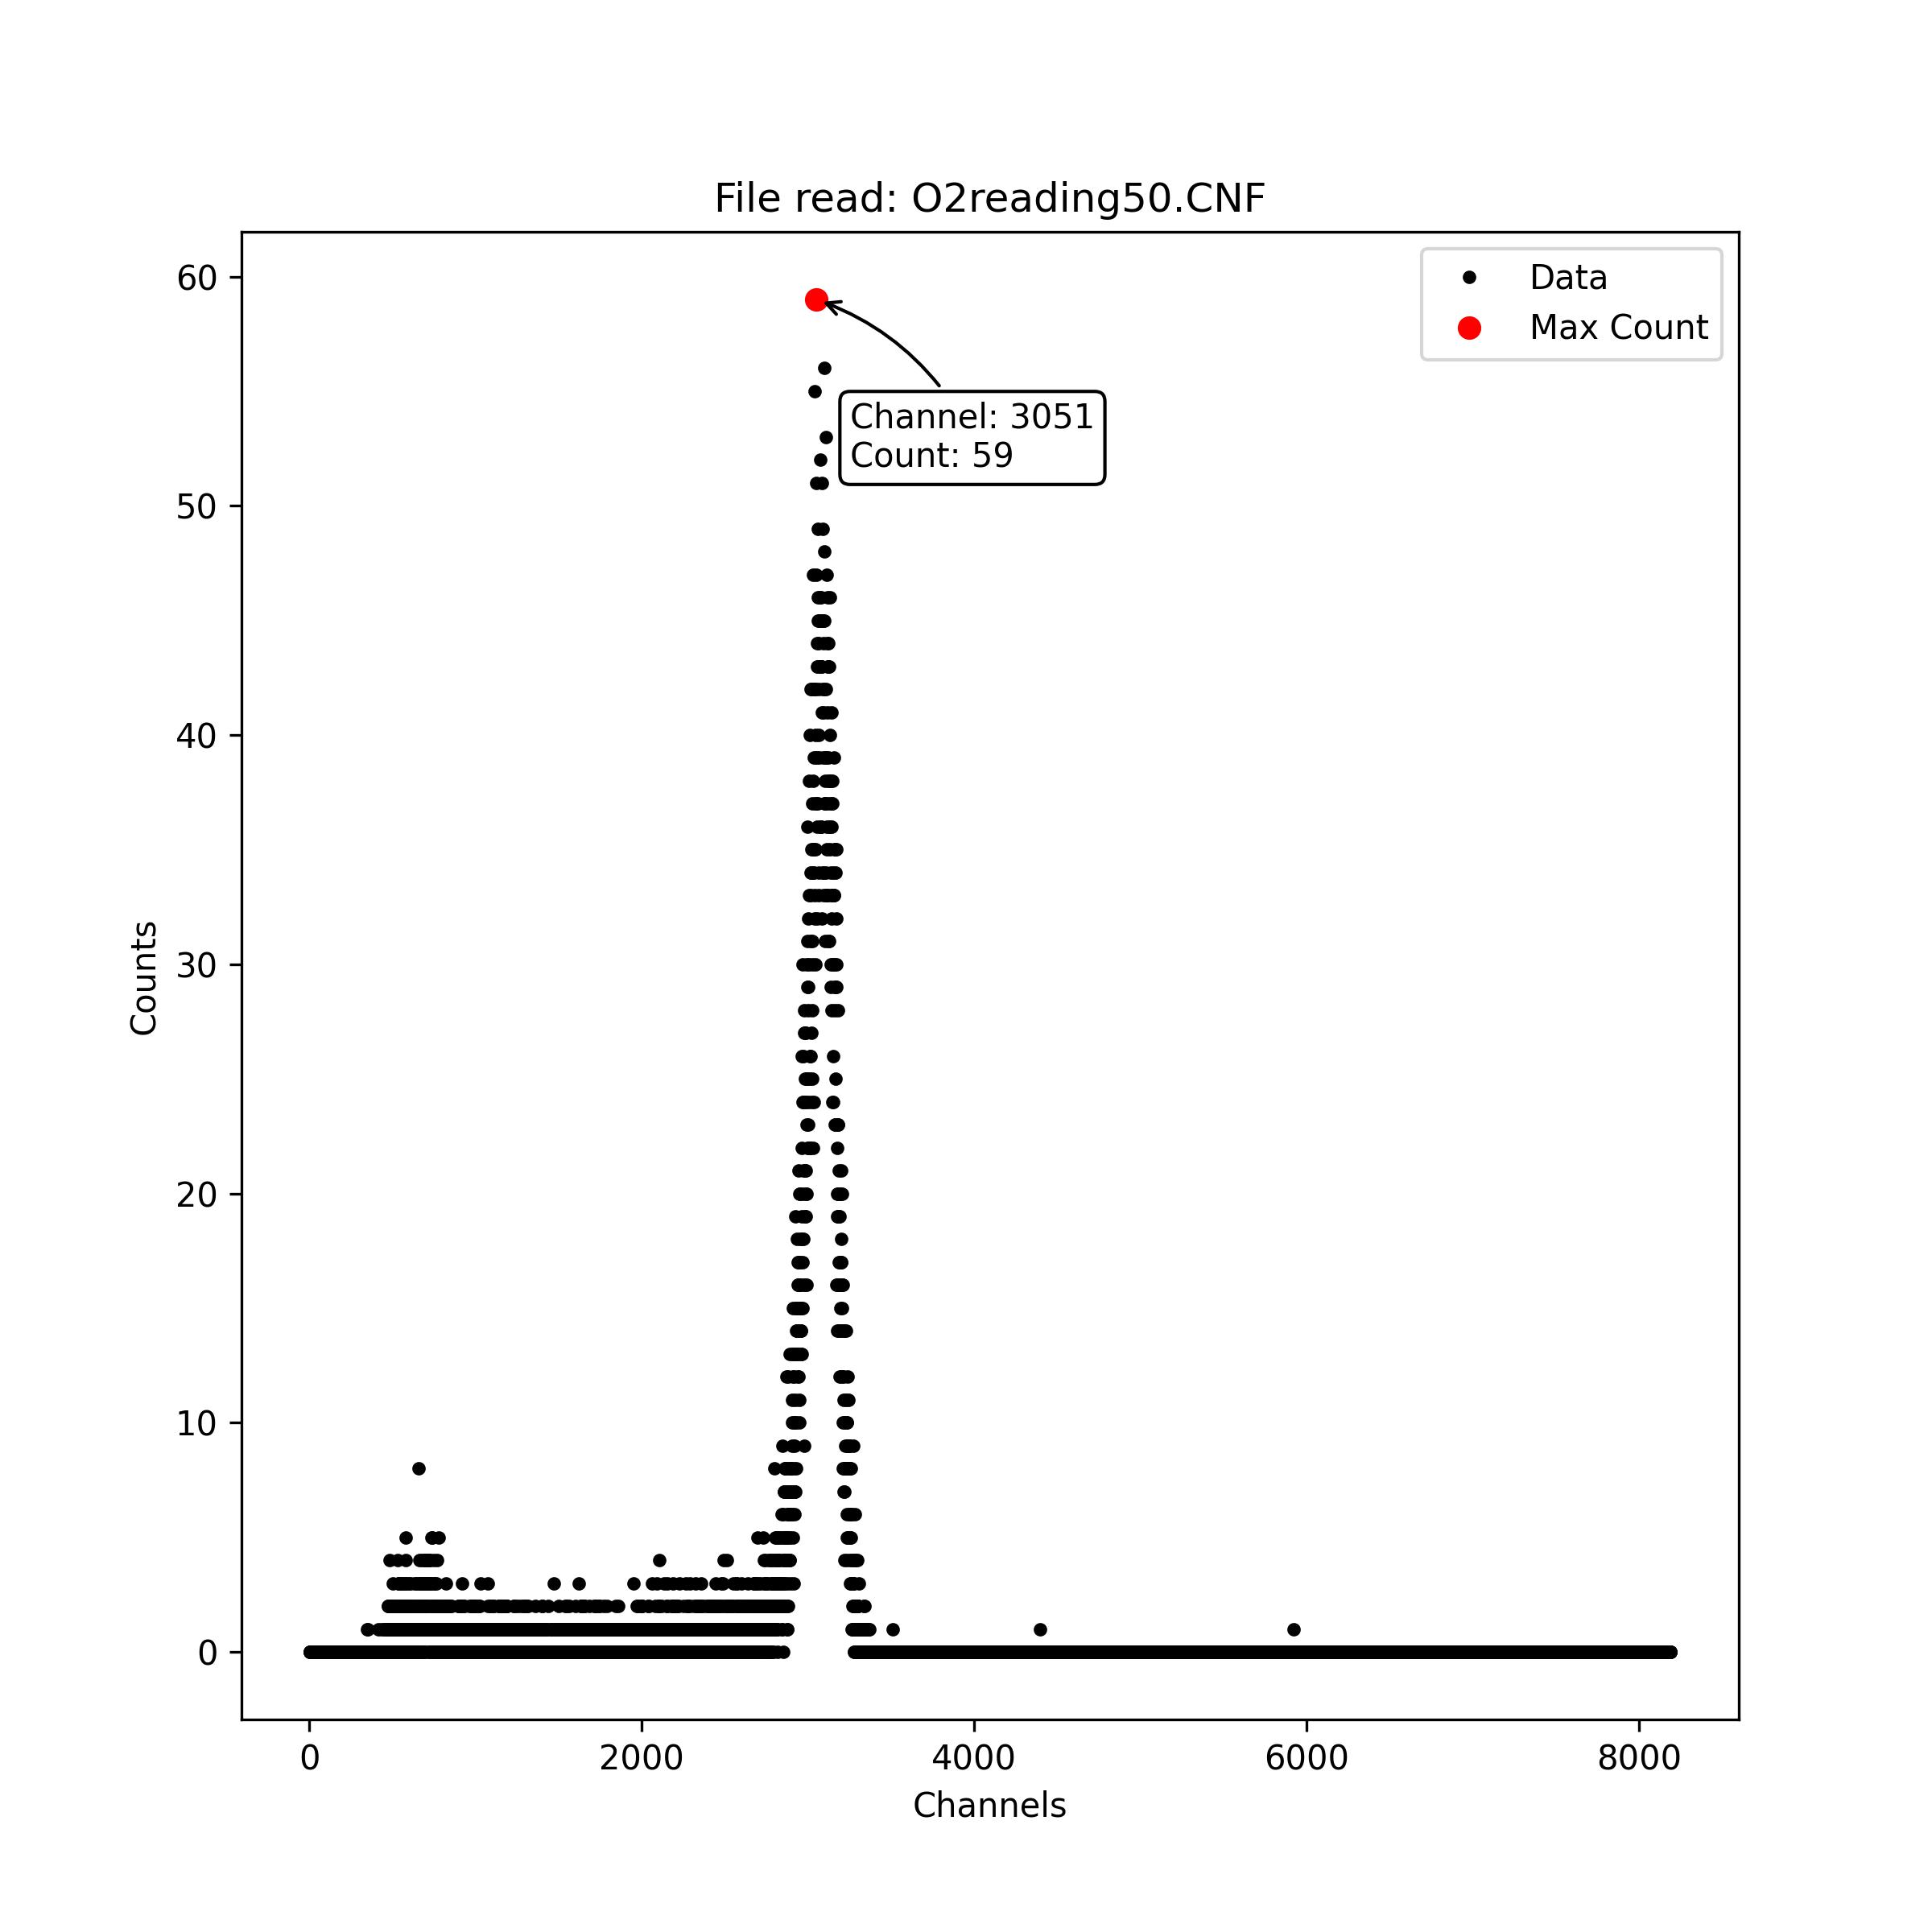 File read: O2reading50.CNF
Data
Max Count
Channel: 3051
Count: 59
60
50
40
30
20
10
0
Counts
0 2000 4000 6000 8000
Channels